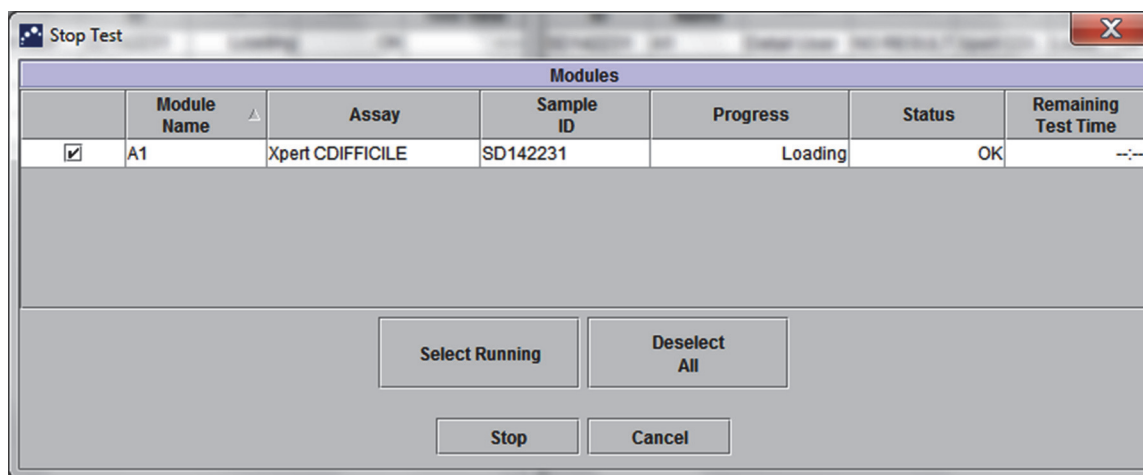 Stop Test
Modules
Module Name Assay Sample ID Progress Status Remaining Test Time
A1 Xpert CDIFFICILE SD142231 Loading OK --:--
Select Running
Deselect
All
Stop
Cancel